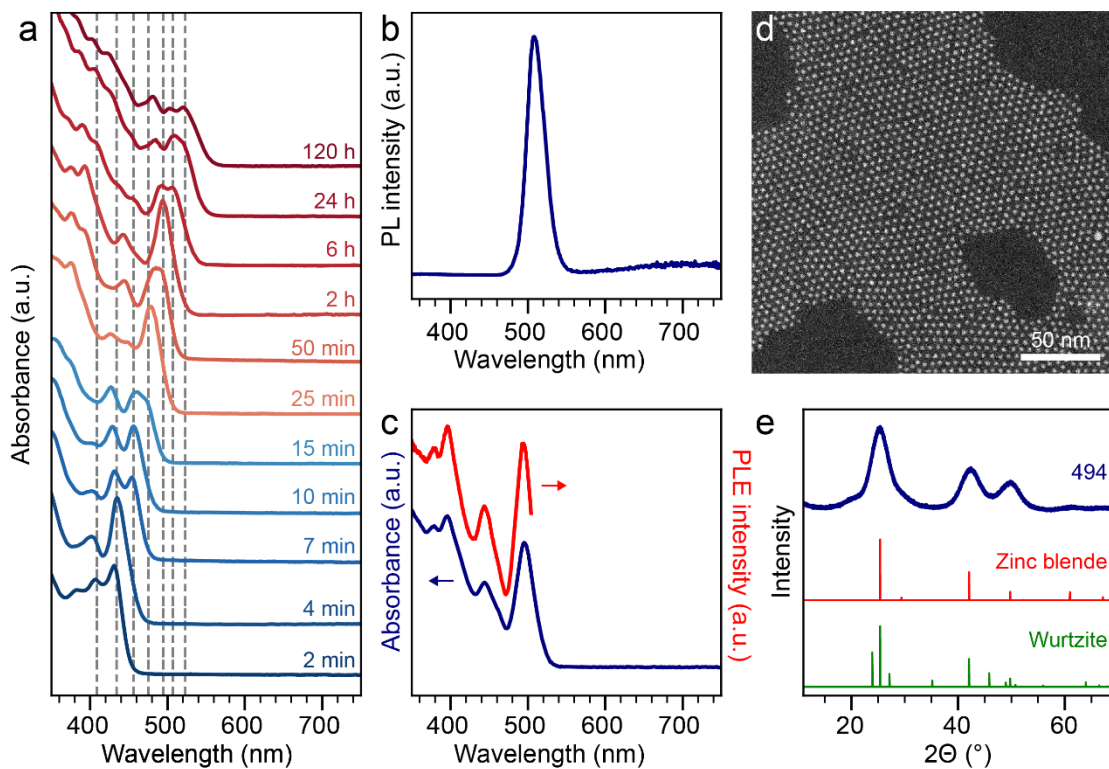 a
Absorbance (a.u.)
120 h
24 h
6 h
2 h
50 min
25 min
15 min
10 min
7 min
4 min
2 min
400 500 600 700
Wavelength (nm)
b
PL intensity (a.u.)
400 500 600 700
Wavelength (nm)
c
Absorbance (a.u.)
PLE intensity (a.u.)
400 500 600 700
Wavelength (nm)
d
50 nm
e
Intensity
494
Zinc blende
Wurtzite
20 40 60
2Θ (°)